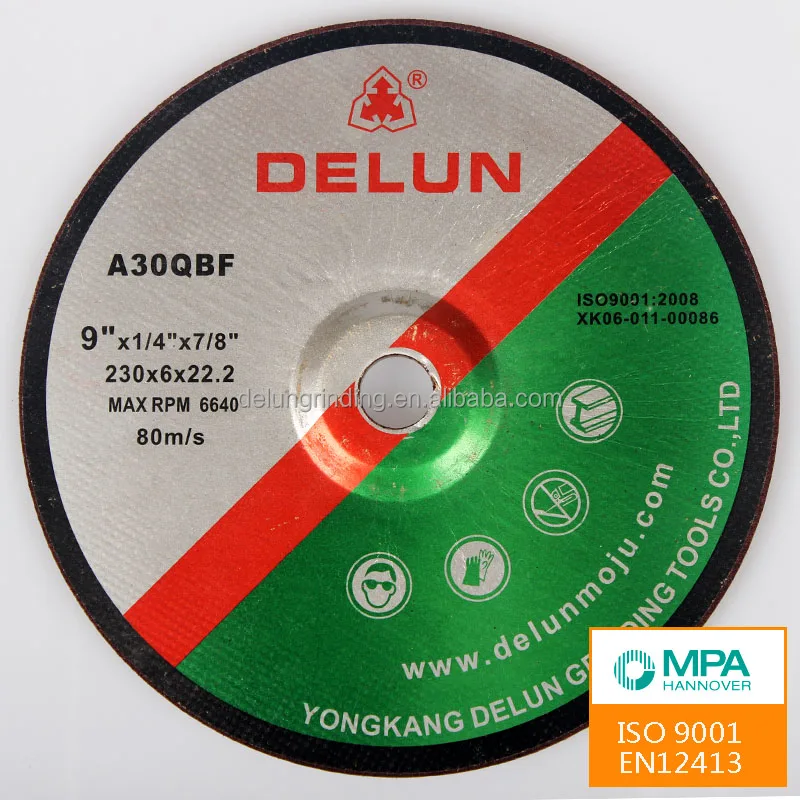 ®
DELUN
A30QBF
9"x1/4"x7/8"
230x6x22.2
MAX RPM 6640
80m/s
ISO9001:2008
XK06-011-00086
delungrinding.en.alibaba.com
www.delunmoju.com
YONGKANG DELUN GRINDING TOOLS CO.,LTD
MPA
HANNOVER
ISO 9001
EN12413